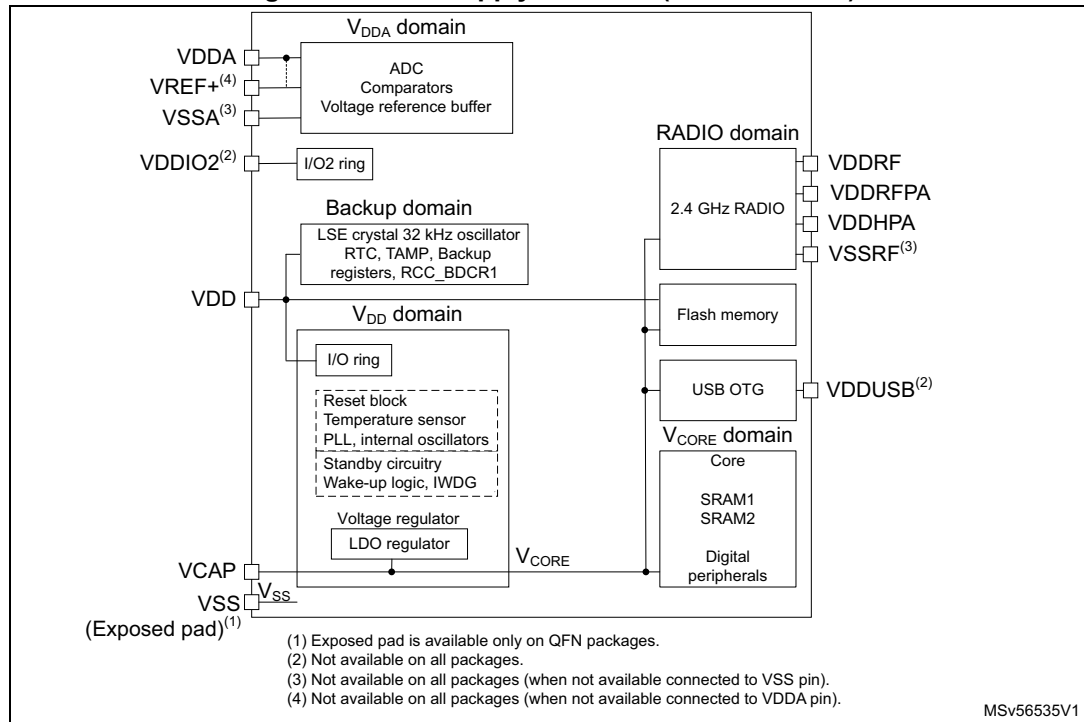 V_DDA domain
VDDA
VREF+(4)
VSSA(3)
ADC
Comparators
Voltage reference buffer
VDDIO2(2)
I/O2 ring
RADIO domain
2.4 GHz RADIO
VDDRF
VDDRFPA
VDDHPA
VSSRF(3)
Backup domain
LSE crystal 32 kHz oscillator
RTC, TAMP, Backup
registers, RCC_BDCR1
VDD
V_DD domain
I/O ring
Flash memory
Reset block
Temperature sensor
PLL, internal oscillators
Standby circuitry
Wake-up logic, IWDG
USB OTG
VDDUSB(2)
V_CORE domain
Core
SRAM1
SRAM2
Digital
peripherals
Voltage regulator
LDO regulator
V_CORE
VCAP
V_SS
VSS
(Exposed pad)(1)
(1) Exposed pad is available only on QFN packages.
(2) Not available on all packages.
(3) Not available on all packages (when not available connected to VSS pin).
(4) Not available on all packages (when not available connected to VDDA pin).
MSv56535V1